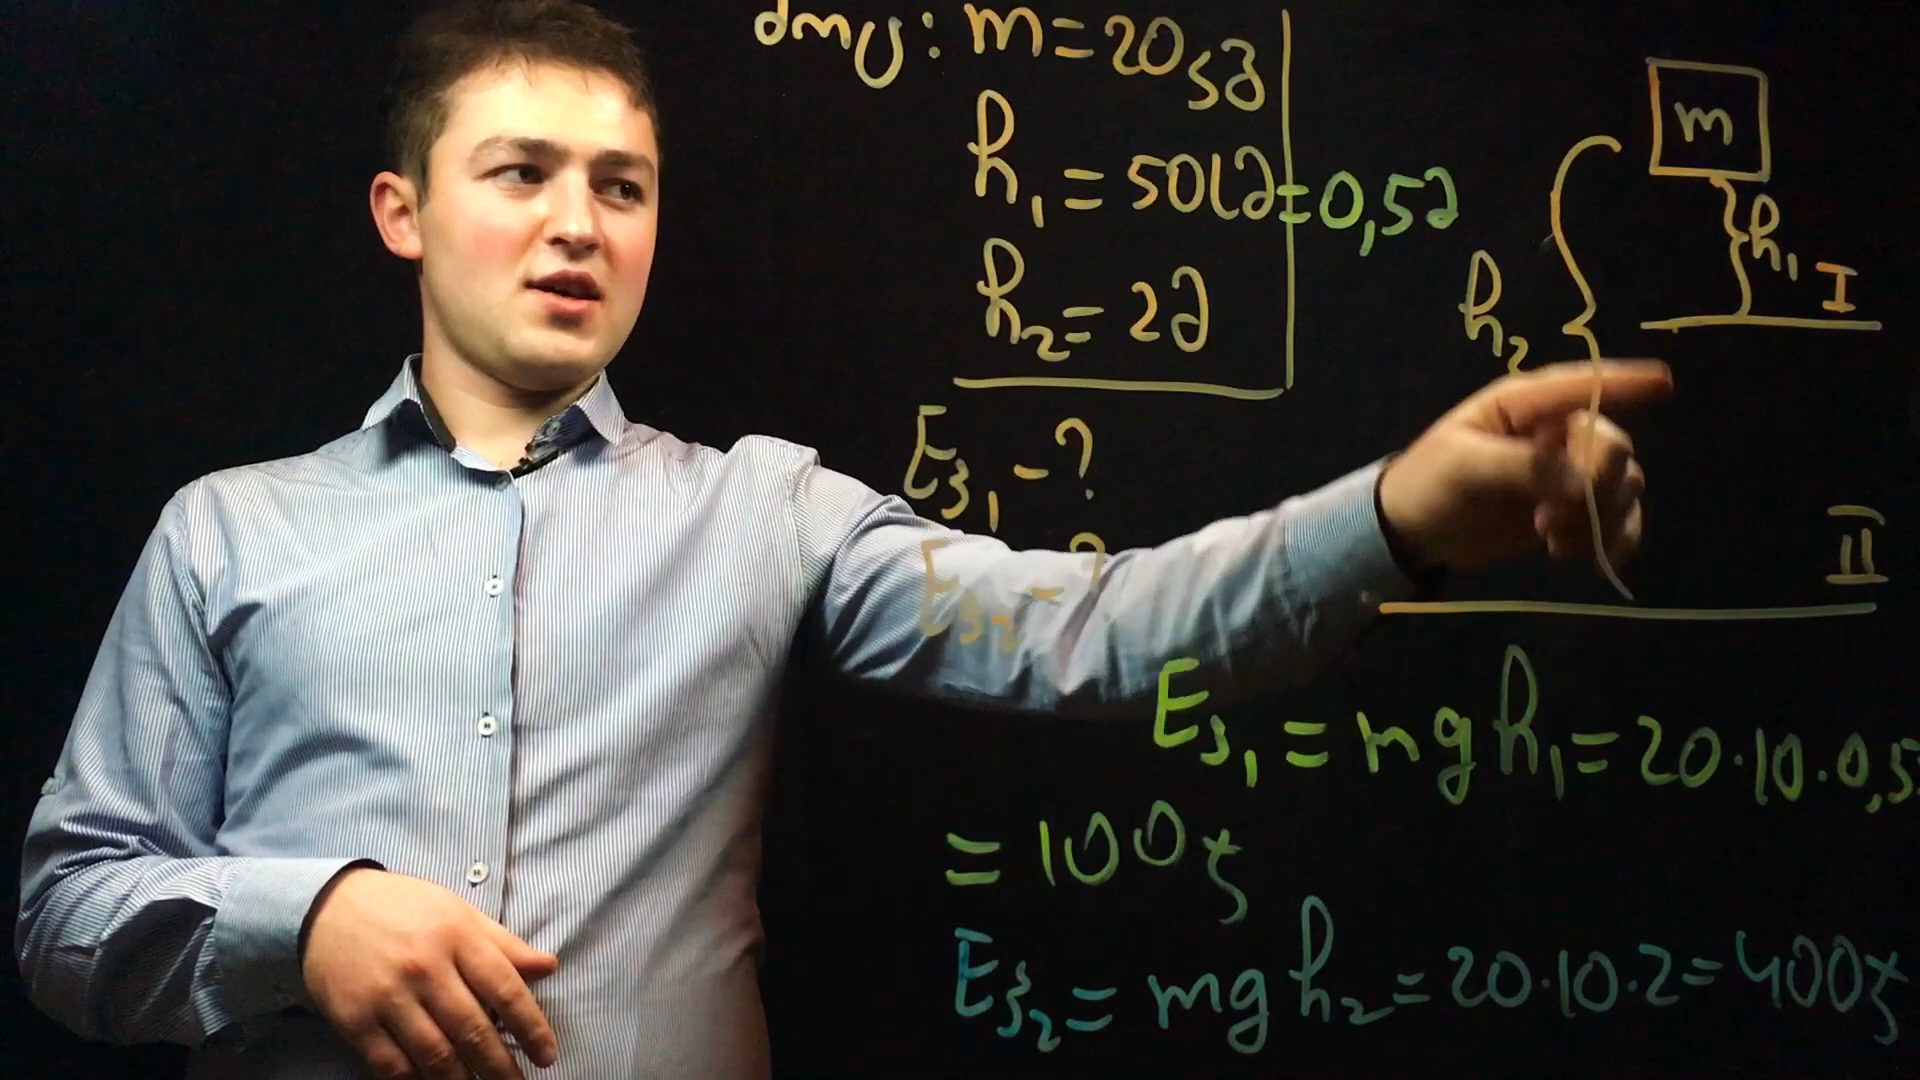 მოც: m=20კგ
h₁=50სმ=0,5მ
h₂=2მ
Eპ₁-?
Eპ₂-?
m
h₁
I
h₂
II
Eპ₁=mgh₁=20·10·0,5=
=100ჯ
Eპ₂=mgh₂=20·10·2=400ჯ